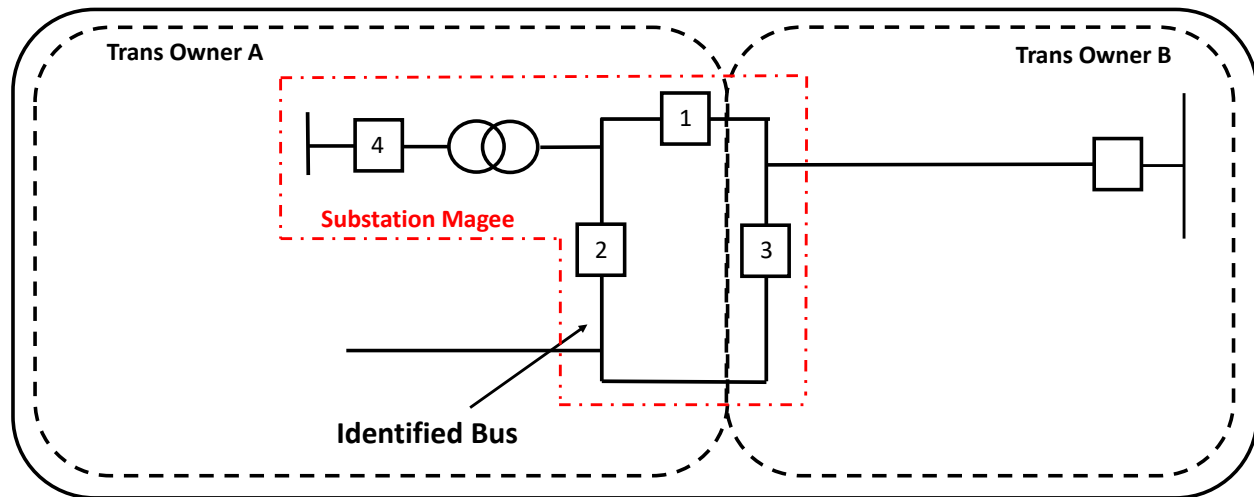 Trans Owner A
Trans Owner B
1
4
Substation Magee
2
3
Identified Bus